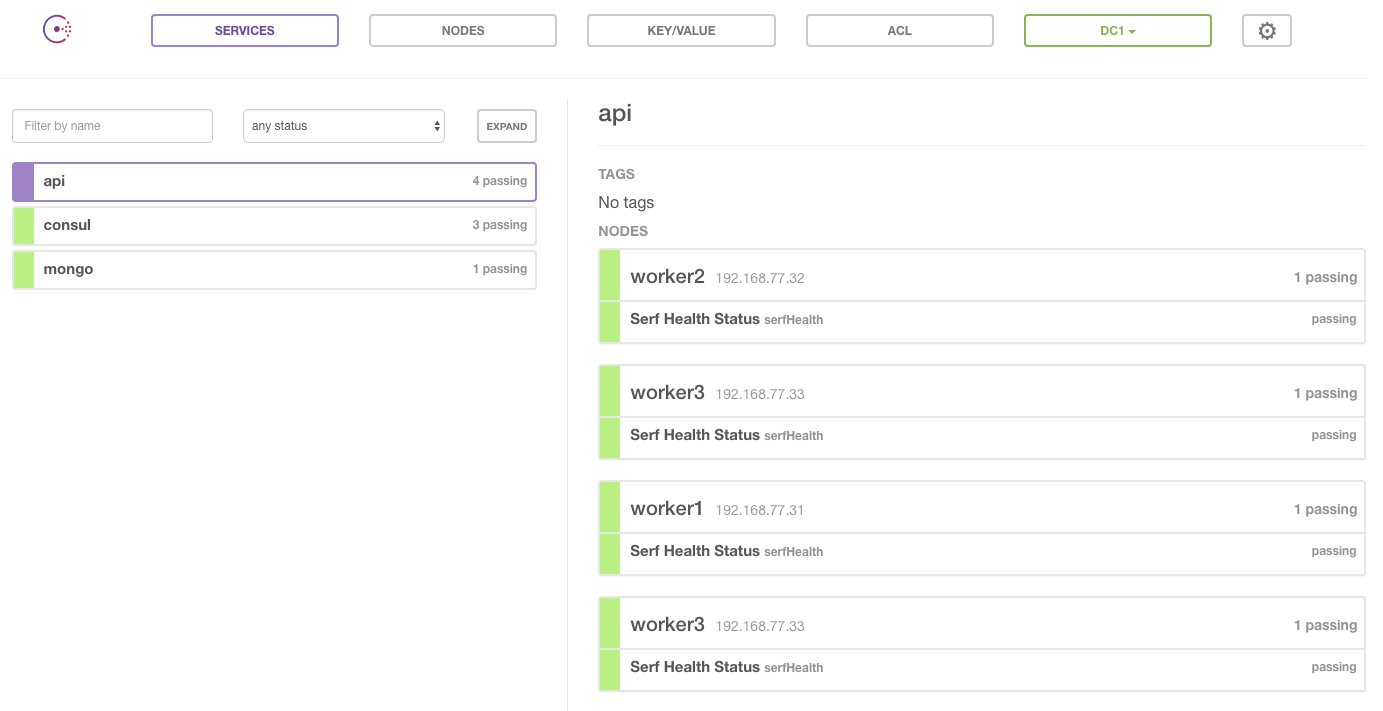 SERVICES NODES KEY/VALUE ACL DC1
Filter by name any status EXPAND
api 4 passing
consul 3 passing
mongo 1 passing
api
TAGS
No tags
NODES
worker2 192.168.77.32 1 passing
Serf Health Status serfHealth passing
worker3 192.168.77.33 1 passing
Serf Health Status serfHealth passing
worker1 192.168.77.31 1 passing
Serf Health Status serfHealth passing
worker3 192.168.77.33 1 passing
Serf Health Status serfHealth passing